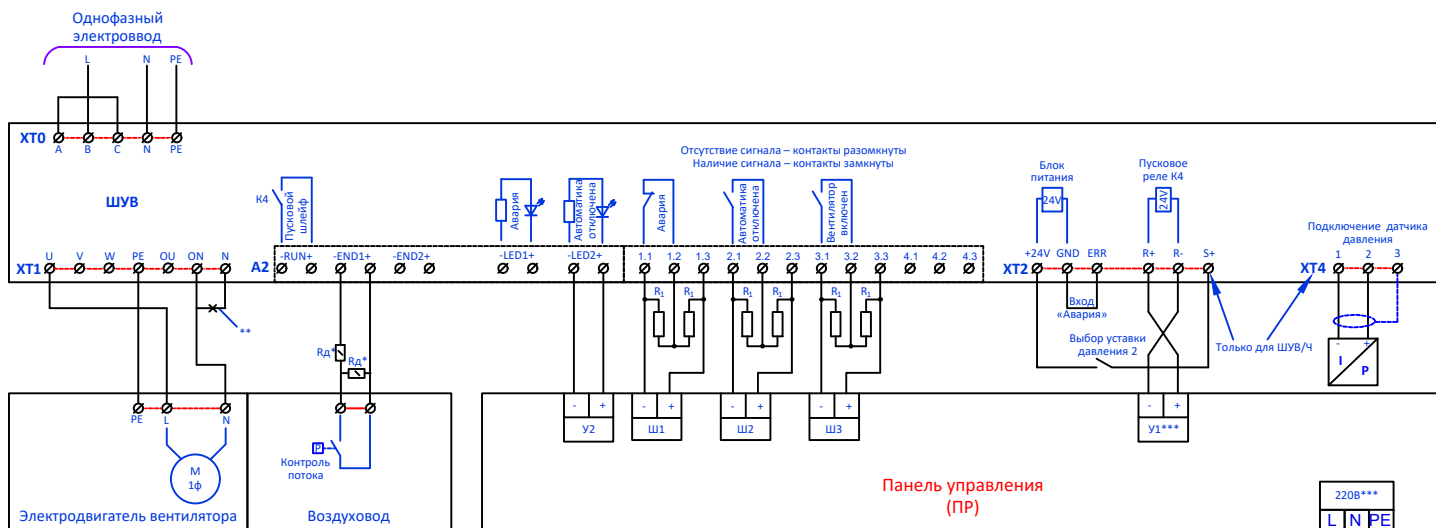 Однофазный
электроввод
L N PE
XT0
A B C N PE
Отсутствие сигнала – контакты разомкнуты
Наличие сигнала – контакты замкнуты
ШУВ
К4
Пусковой
шлейф
Авария
Автоматика
отключена
Авария
Автоматика
отключена
Вентилятор
включен
Блок
питания
24V
Пусковое
реле К4
24V
Подключение датчика
давления
XT1
U V W PE OU ON N
A2
-RUN+ -END1+ -END2+ -LED1+ -LED2+ 1.1 1.2 1.3 2.1 2.2 2.3 3.1 3.2 3.3 4.1 4.2 4.3
XT2
+24V GND ERR R+ R- S+
XT4
1 2 3
R1 R1 R1 R1 R1 R1
**
Rд*
Rд*
Вход
«Авария»
Выбор уставки
давления 2
Только для ШУВ/Ч
- +
I P
PE L N
М
1ф
Электродвигатель вентилятора
P
Контроль
потока
Воздуховод
- +
У2
- +
Ш1
- +
Ш2
- +
Ш3
- +
У1***
Панель управления
(ПР)
220В***
L N PE